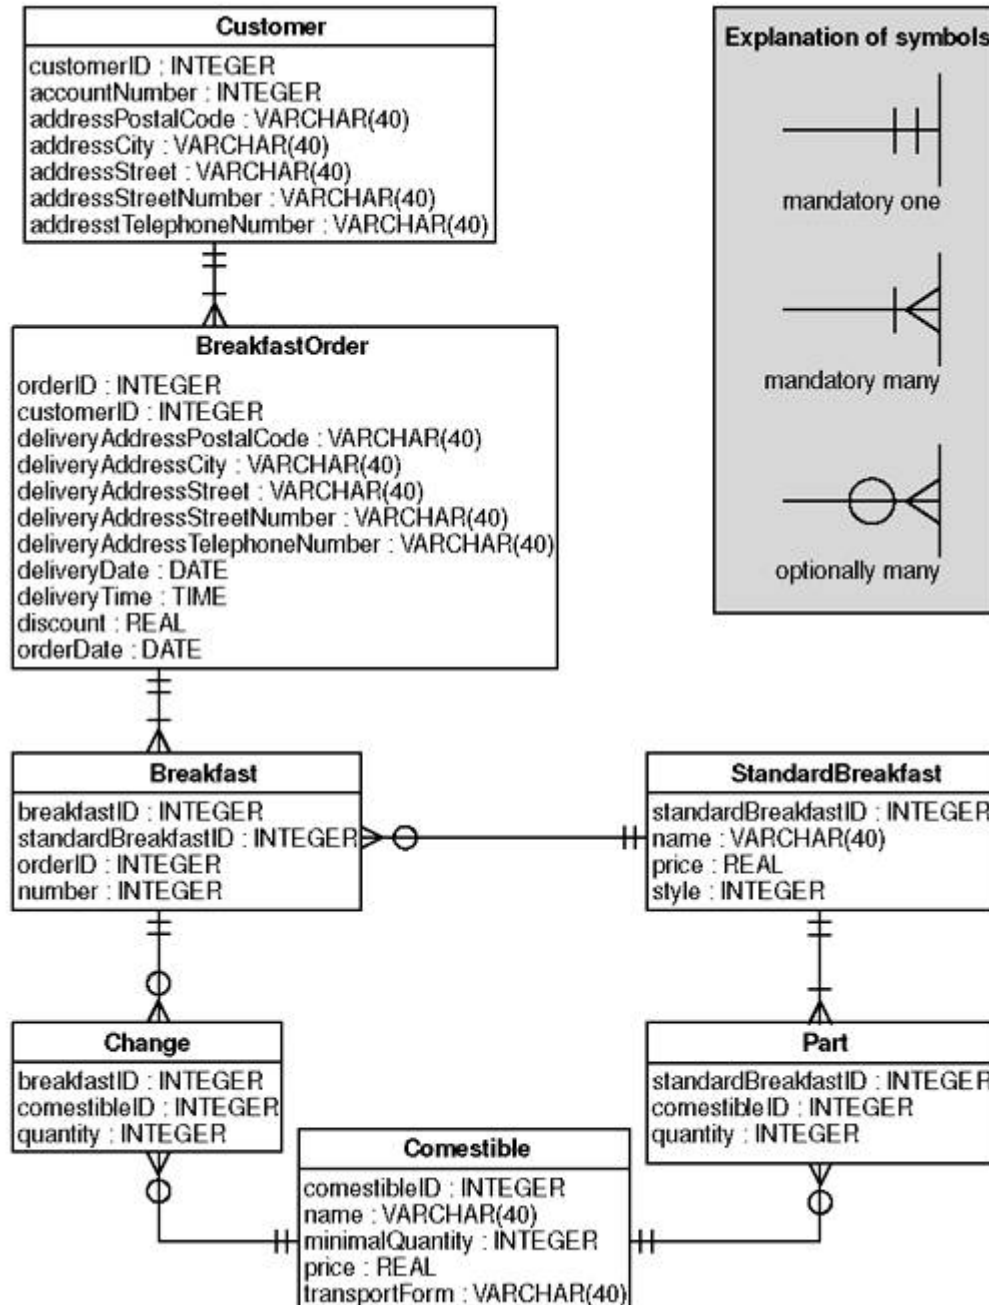 Customer
customerID : INTEGER
accountNumber : INTEGER
addressPostalCode : VARCHAR(40)
addressCity : VARCHAR(40)
addressStreet : VARCHAR(40)
addressStreetNumber : VARCHAR(40)
addresstTelephoneNumber : VARCHAR(40)
Explanation of symbols
mandatory one
mandatory many
optionally many
BreakfastOrder
orderID : INTEGER
customerID : INTEGER
deliveryAddressPostalCode : VARCHAR(40)
deliveryAddressCity : VARCHAR(40)
deliveryAddressStreet : VARCHAR(40)
deliveryAddressStreetNumber : VARCHAR(40)
deliveryAddressTelephoneNumber : VARCHAR(40)
deliveryDate : DATE
deliveryTime : TIME
discount : REAL
orderDate : DATE
Breakfast
breakfastID : INTEGER
standardBreakfastID : INTEGER
orderID : INTEGER
number : INTEGER
StandardBreakfast
standardBreakfastID : INTEGER
name : VARCHAR(40)
price : REAL
style : INTEGER
Change
breakfastID : INTEGER
comestibleID : INTEGER
quantity : INTEGER
Part
standardBreakfastID : INTEGER
comestibleID : INTEGER
quantity : INTEGER
Comestible
comestibleID : INTEGER
name : VARCHAR(40)
minimalQuantity : INTEGER
price : REAL
transportForm : VARCHAR(40)